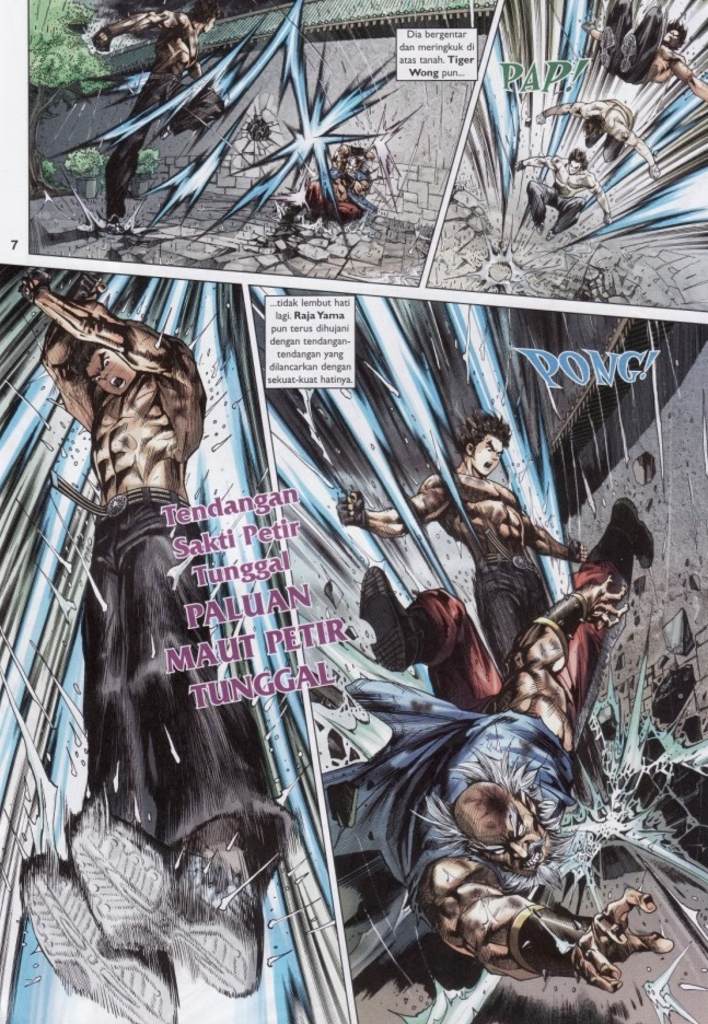 Dia bergentar
dan meringkuk di
atas tanah. Tiger
Wong pun...
PAP!
7
...tidak lembut hati
lagi. Raja Yama
pun terus dihujani
dengan tendangan-
tendangan yang
dilancarkan dengan
sekuat-kuat hatinya.
PONG!
Tendangan
Sakti Petir
Tunggal
PALUAN
MAUT PETIR
TUNGGAL